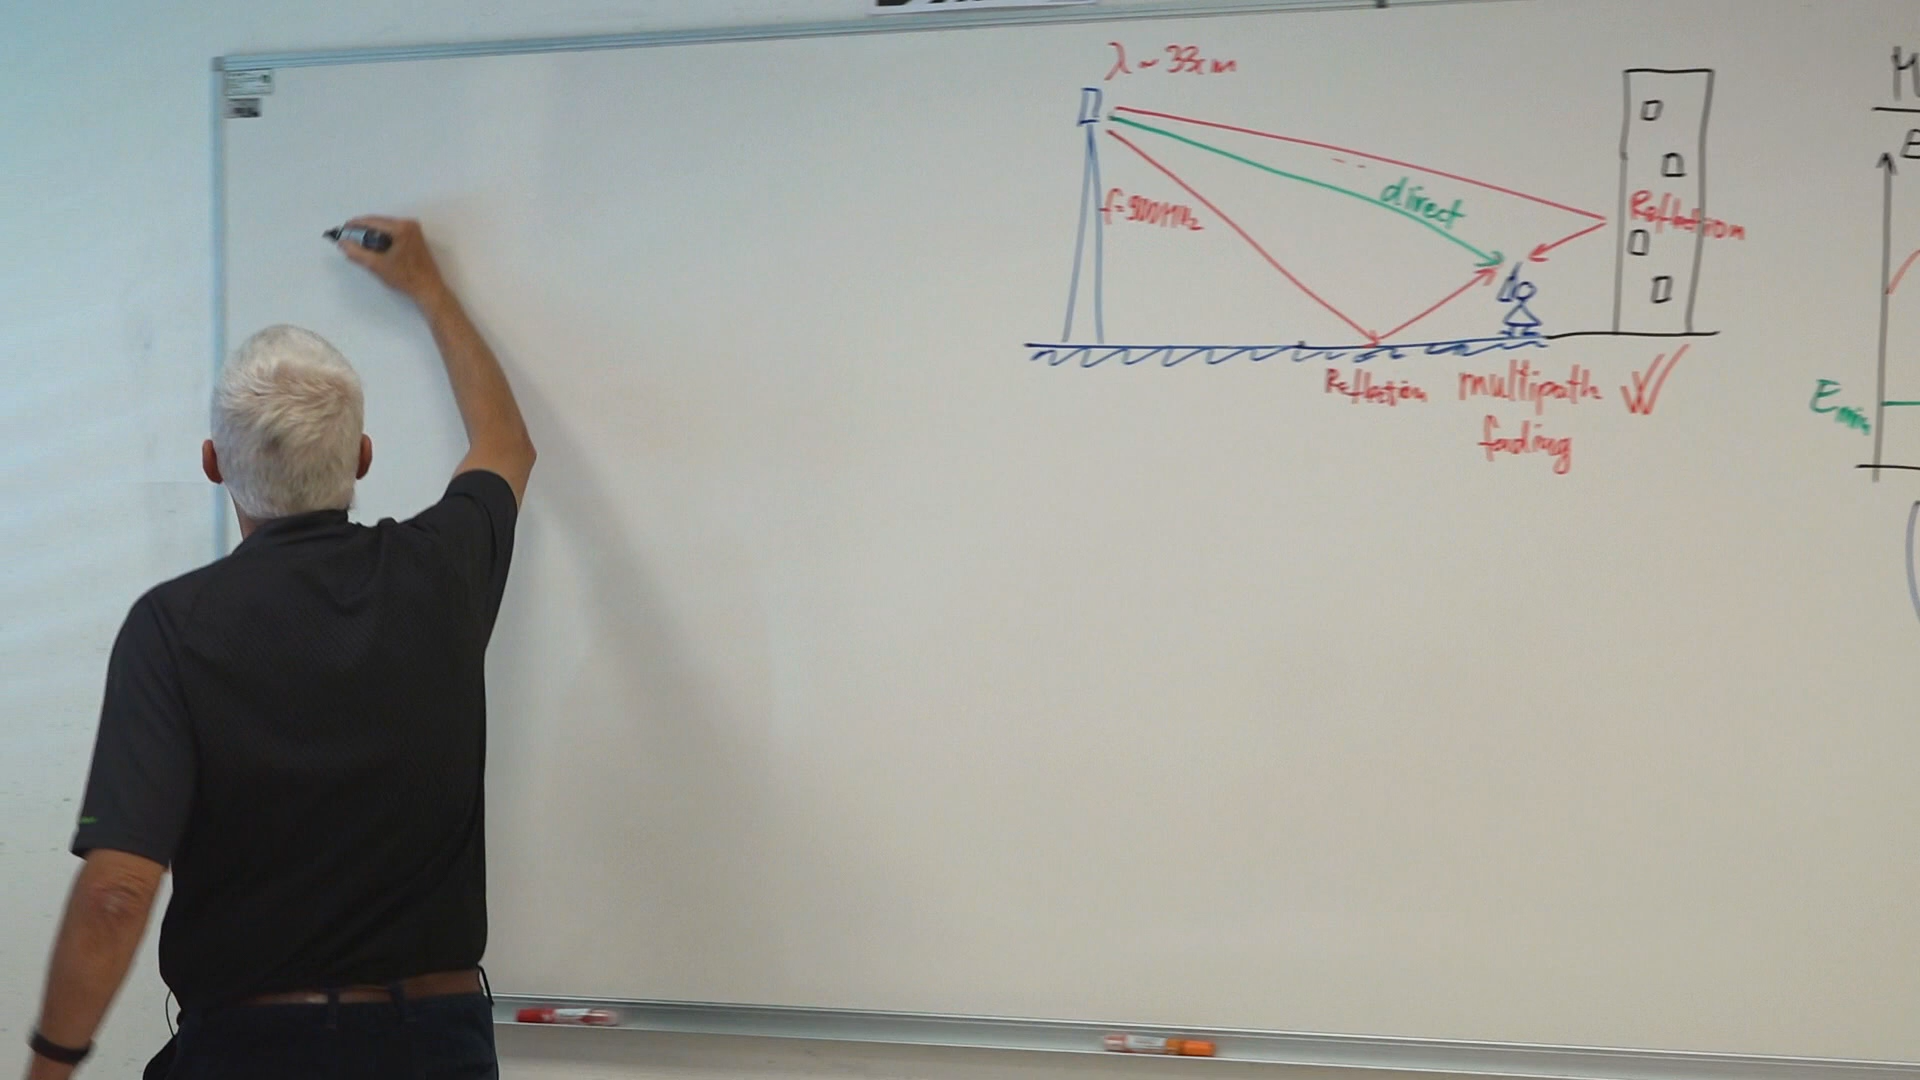 λ ~ 33cm
direct
f=900MHz
Reflection
Reflection
multipath
fading
Emin